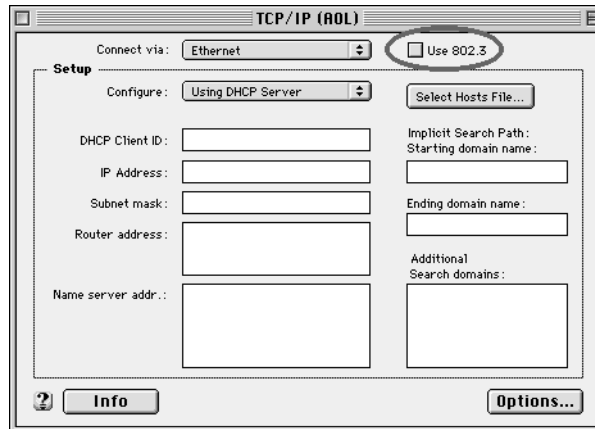 TCP/IP (AOL)
Connect via: Ethernet
Use 802.3
Setup
Configure: Using DHCP Server
Select Hosts File...
DHCP Client ID:
IP Address:
Subnet mask:
Router address:
Name server addr.:
Implicit Search Path:
Starting domain name:
Ending domain name:
Additional
Search domains:
?
Info
Options...